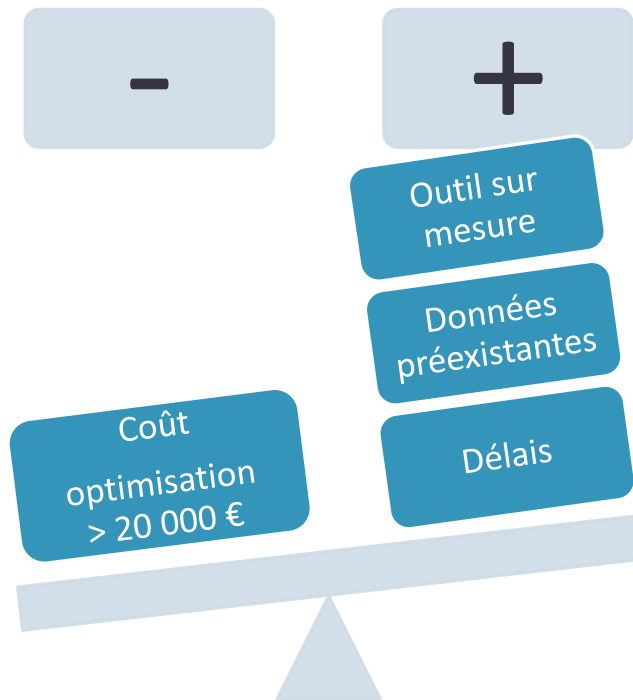 -
+
Outil sur
mesure
Données
préexistantes
Délais
Coût
optimisation
> 20 000 €